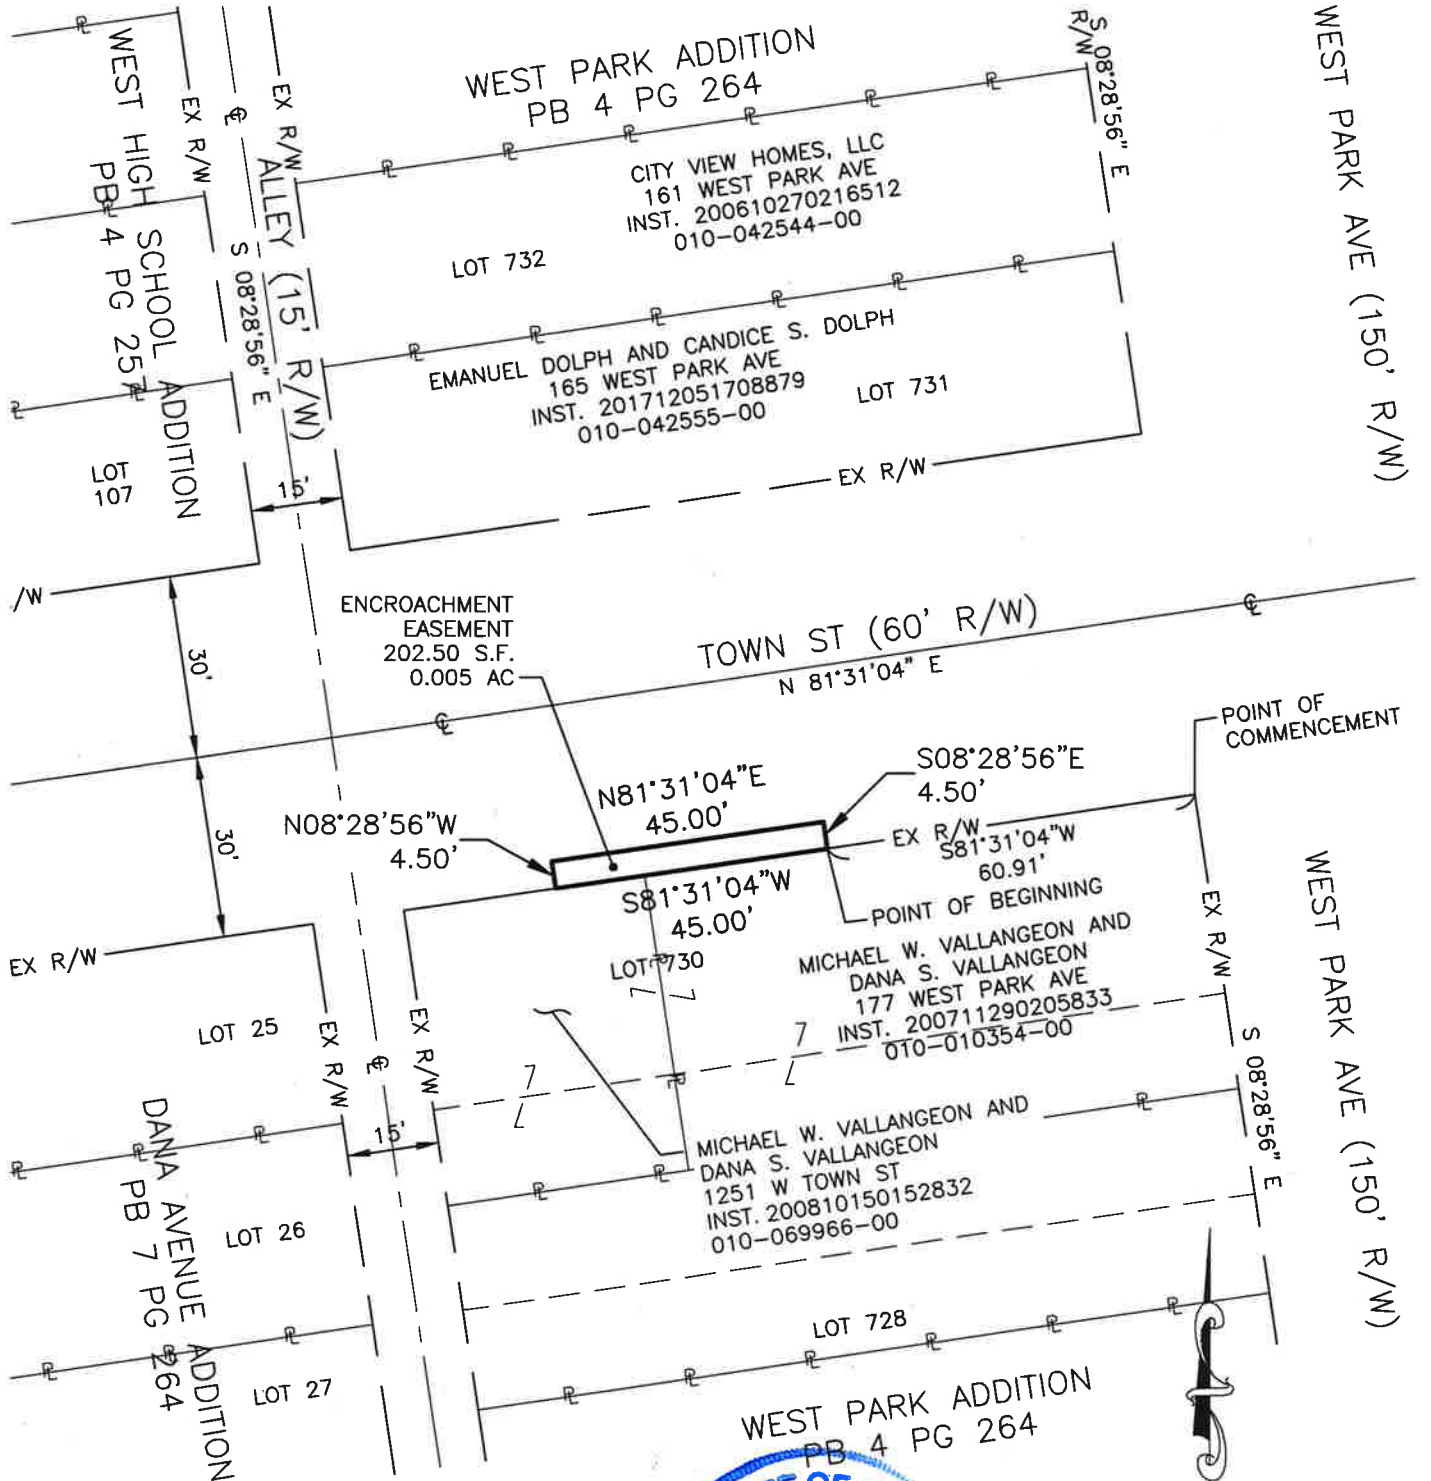 WEST PARK ADDITION
PB 4 PG 264
S 08°28'56" E
R/W
WEST PARK AVE (150' R/W)
WEST HIGH SCHOOL ADDITION
PB 4 PG 257
EX R/W
EX R/W
ALLEY (15' R/W)
S 08°28'56" E
CITY VIEW HOMES, LLC
161 WEST PARK AVE
INST. 200610270216512
010-042544-00
LOT 732
EMANUEL DOLPH AND CANDICE S. DOLPH
165 WEST PARK AVE
INST. 201712051708879
010-042555-00
LOT 731
LOT
107
15'
EX R/W
/W
ENCROACHMENT
EASEMENT
202.50 S.F.
0.005 AC
30'
TOWN ST (60' R/W)
N 81°31'04" E
POINT OF
COMMENCEMENT
S08°28'56"E
4.50'
N81°31'04"E
45.00'
N08°28'56"W
4.50'
30'
EX R/W
S81°31'04"W
60.91'
S81°31'04"W
45.00'
POINT OF BEGINNING
EX R/W
EX R/W
LOT 730
MICHAEL W. VALLANGEON AND
DANA S. VALLANGEON
177 WEST PARK AVE
INST. 200711290205833
010-010354-00
WEST PARK AVE (150' R/W)
LOT 25
EX R/W
EX R/W
S 08°28'56" E
15'
MICHAEL W. VALLANGEON AND
DANA S. VALLANGEON
1251 W TOWN ST
INST. 200810150152832
010-069966-00
DANA AVENUE ADDITION
PB 7 PG 264
LOT 26
LOT 728
LOT 27
WEST PARK ADDITION
PB 4 PG 264
OF